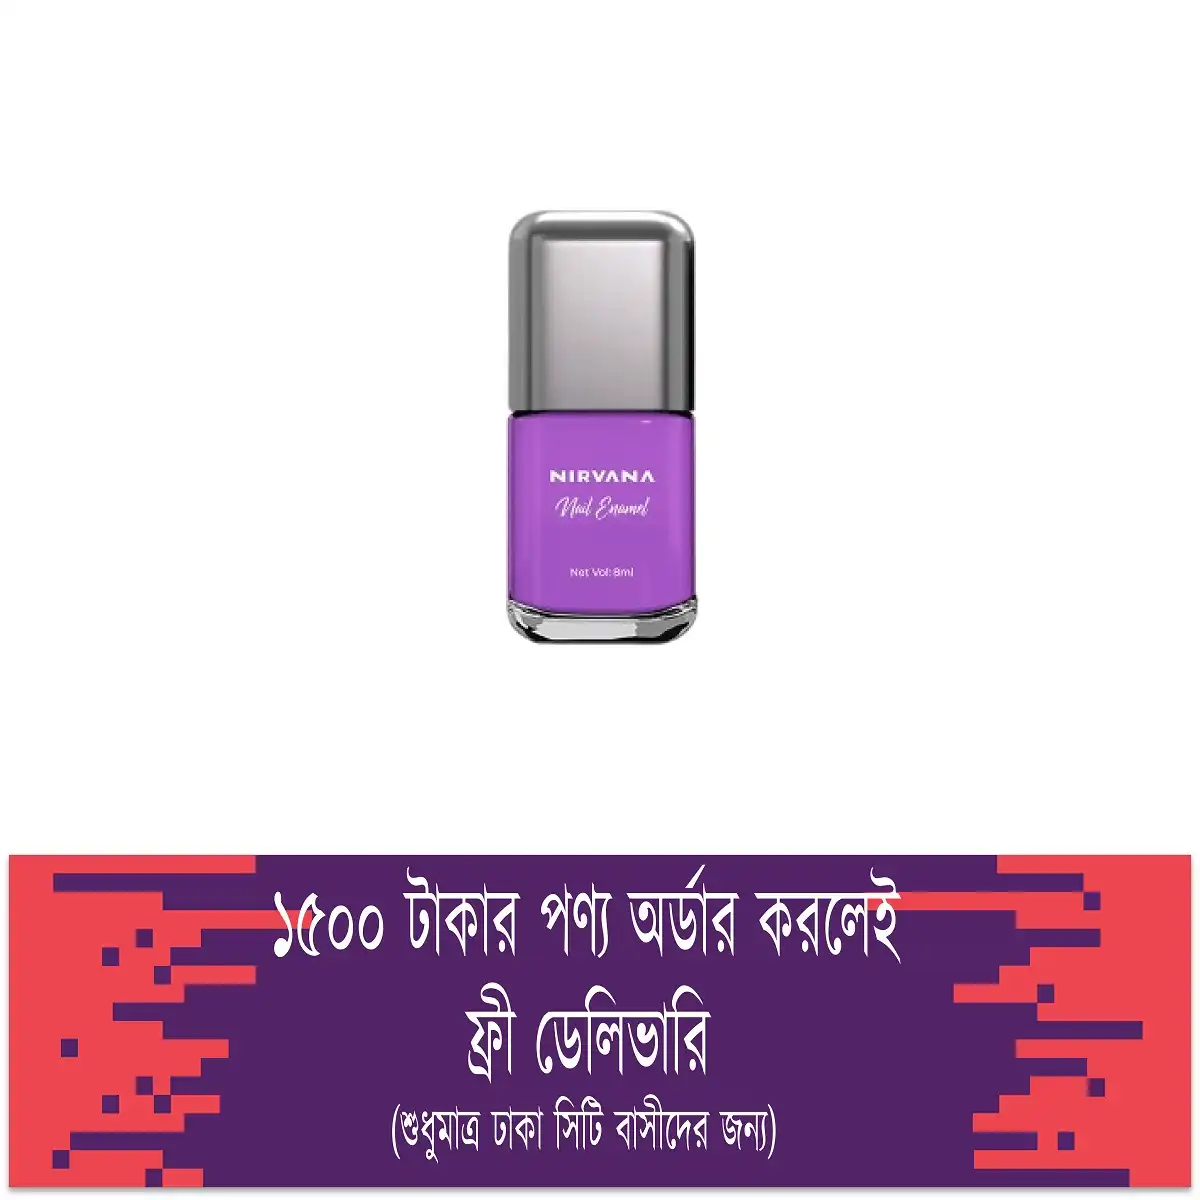 NIRVANA
Nail Enamel
Net Vol: 8ml
১৫০০ টাকার পণ্য অর্ডার করলেই
ফ্রী ডেলিভারি
(শুধুমাত্র ঢাকা সিটি বাসীদের জন্য)